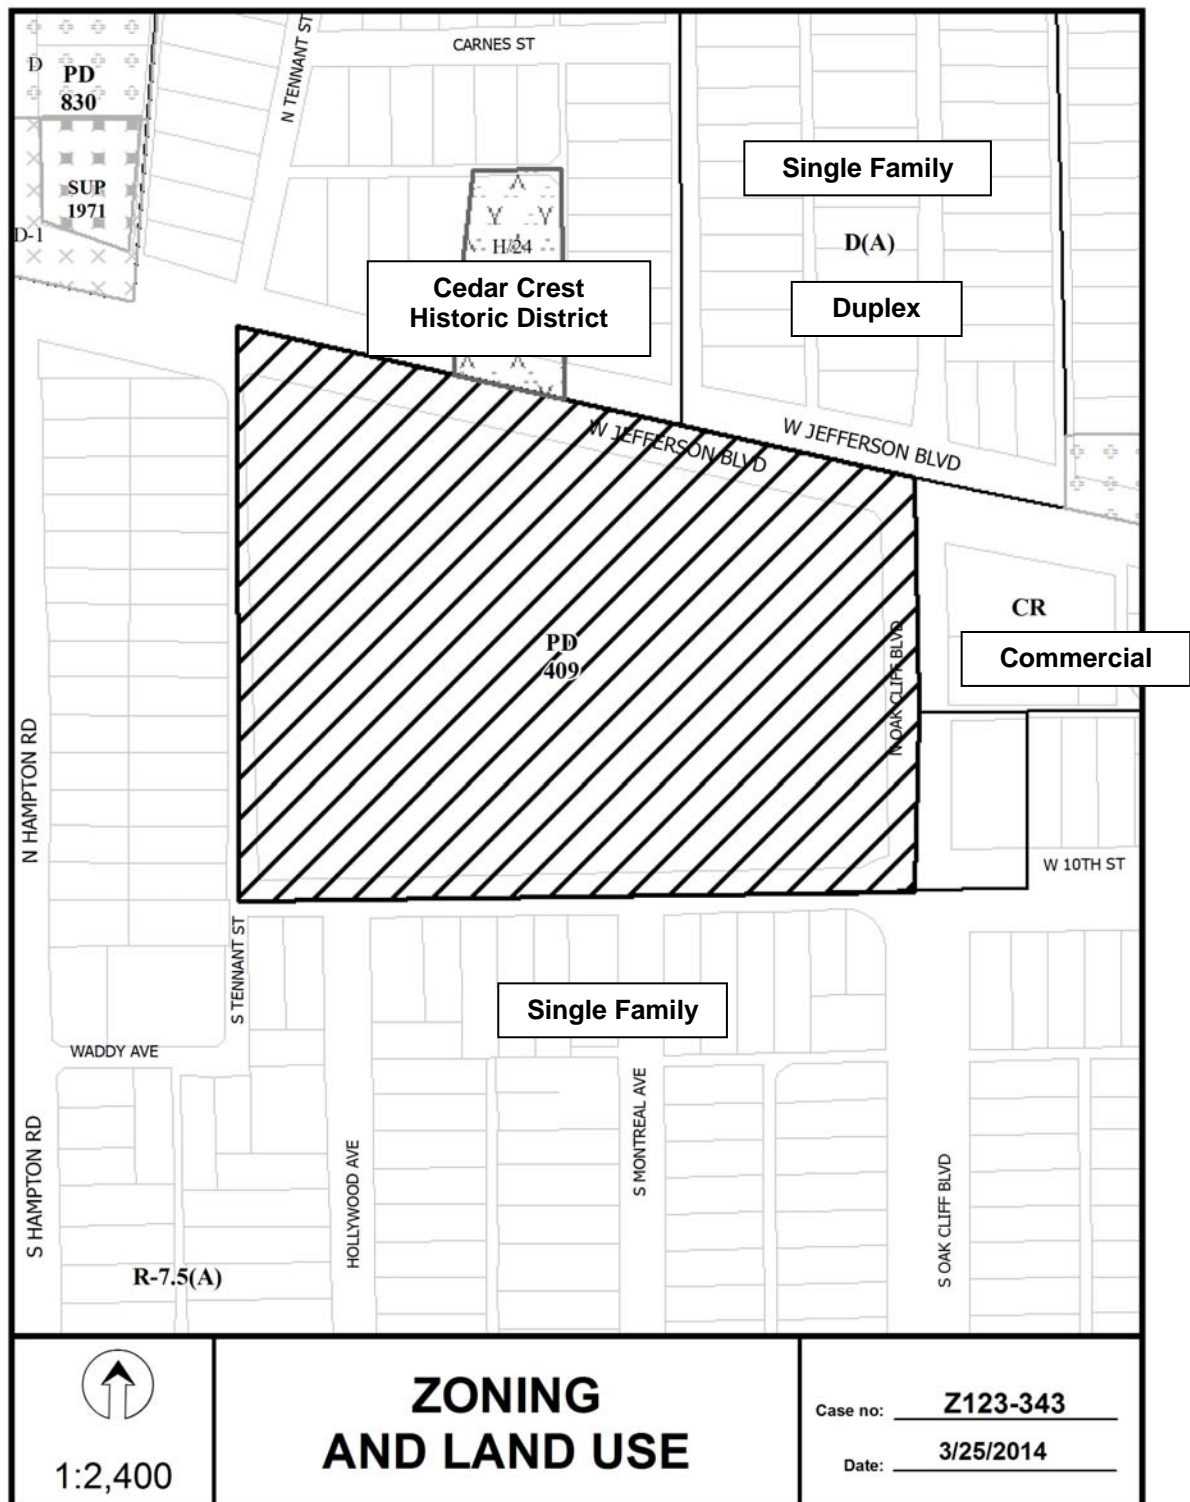 CARNES ST
N TENNANT ST
D
PD
830
SUP
1971
D-1
Single Family
D(A)
Duplex
H/24
Cedar Crest
Historic District
W JEFFERSON BLVD
W JEFFERSON BLVD
CR
Commercial
PD
409
N OAK CLIFF BLVD
N HAMPTON RD
W 10TH ST
S TENNANT ST
Single Family
WADDY AVE
S HAMPTON RD
HOLLYWOOD AVE
S MONTREAL AVE
S OAK CLIFF BLVD
R-7.5(A)
1:2,400
ZONING
AND LAND USE
Case no: Z123-343
Date: 3/25/2014